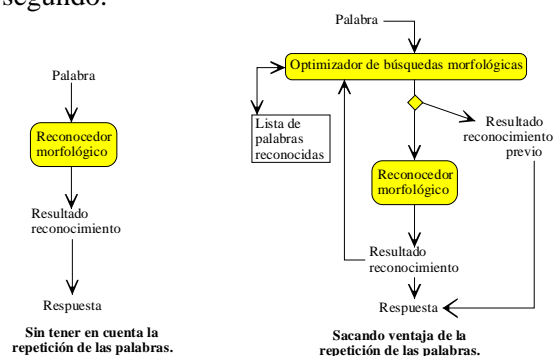 segundo.
Palabra
Reconocedor
morfológico
Resultado
reconocimiento
Respuesta
Sin tener en cuenta la
repetición de las palabras.
Palabra
Optimizador de búsquedas morfológicas
Lista de
palabras
reconocidas
Resultado
reconocimiento
previo
Reconocedor
morfológico
Resultado
reconocimiento
Respuesta
Sacando ventaja de la
repetición de las palabras.